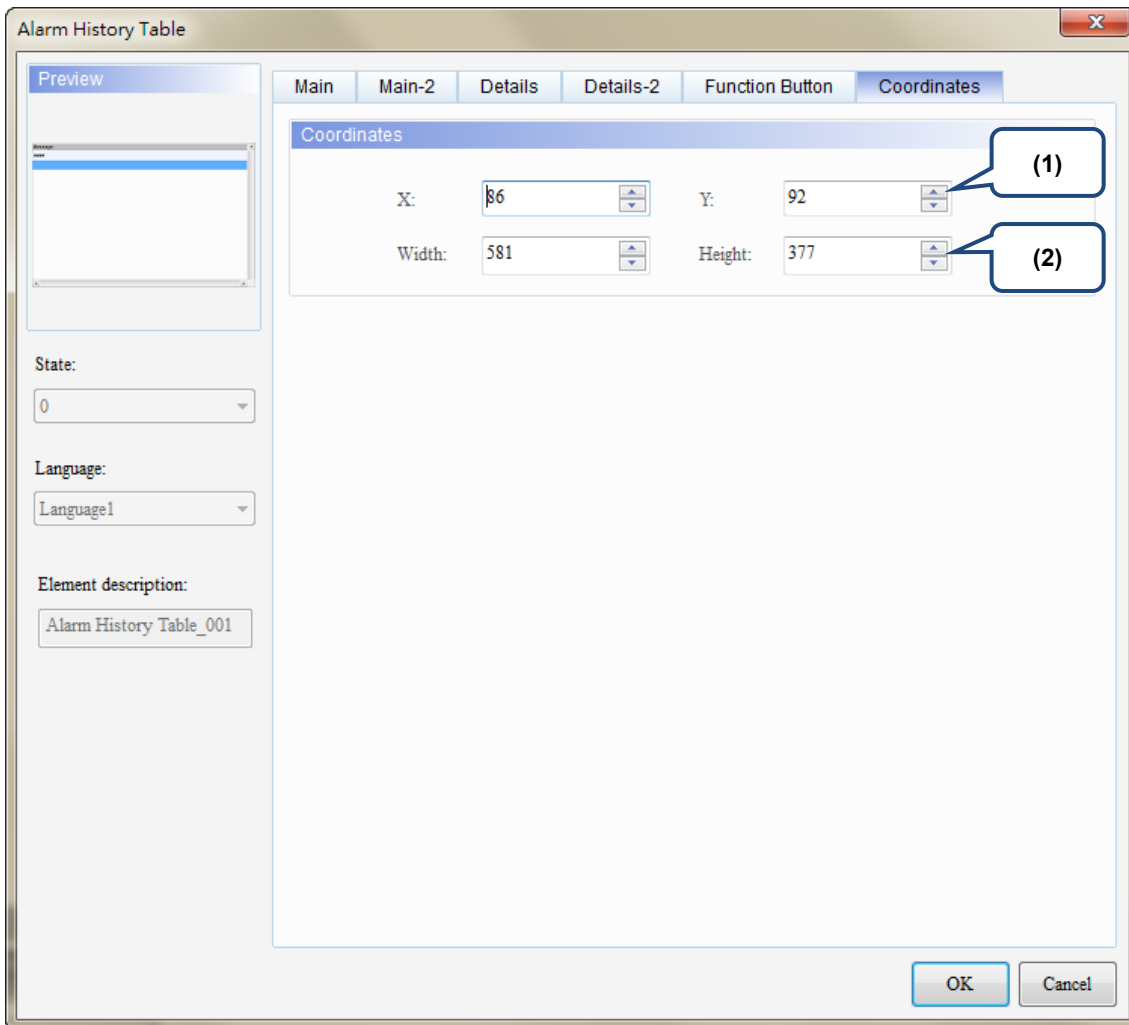 Alarm History Table
Preview
Message
Main Main-2 Details Details-2 Function Button Coordinates
Coordinates
X: 86 Y: 92
(1)
Width: 581 Height: 377
(2)
State:
0
Language:
Language1
Element description:
Alarm History Table_001
OK Cancel